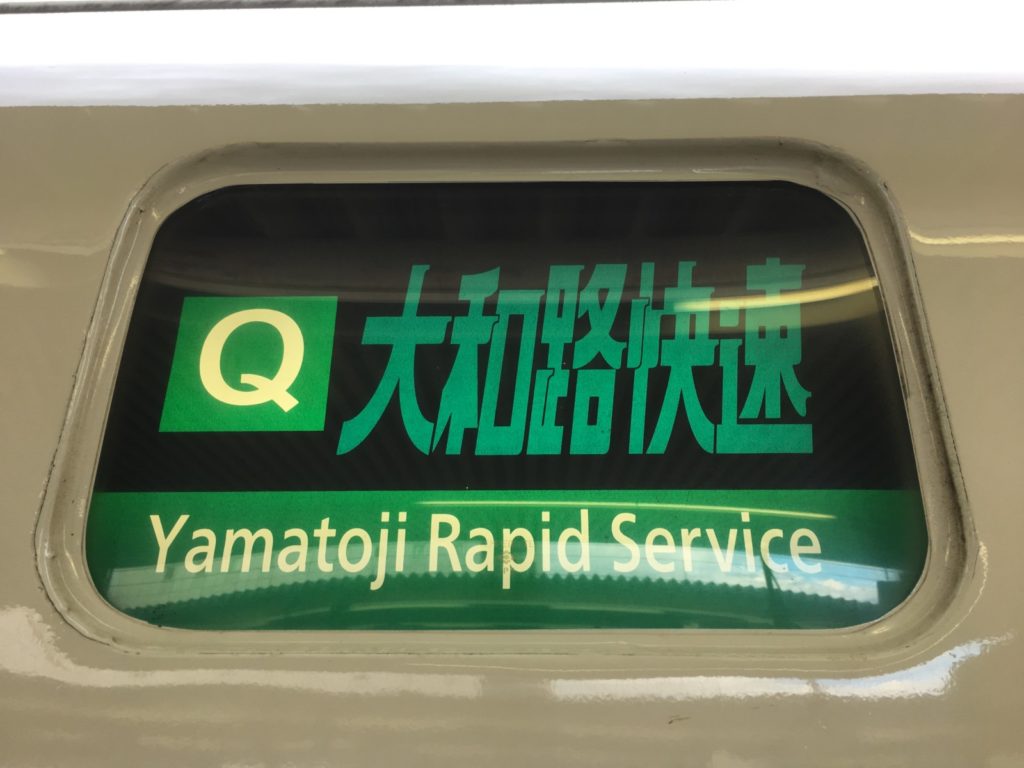 Q 大和路快速
Yamatoji Rapid Service